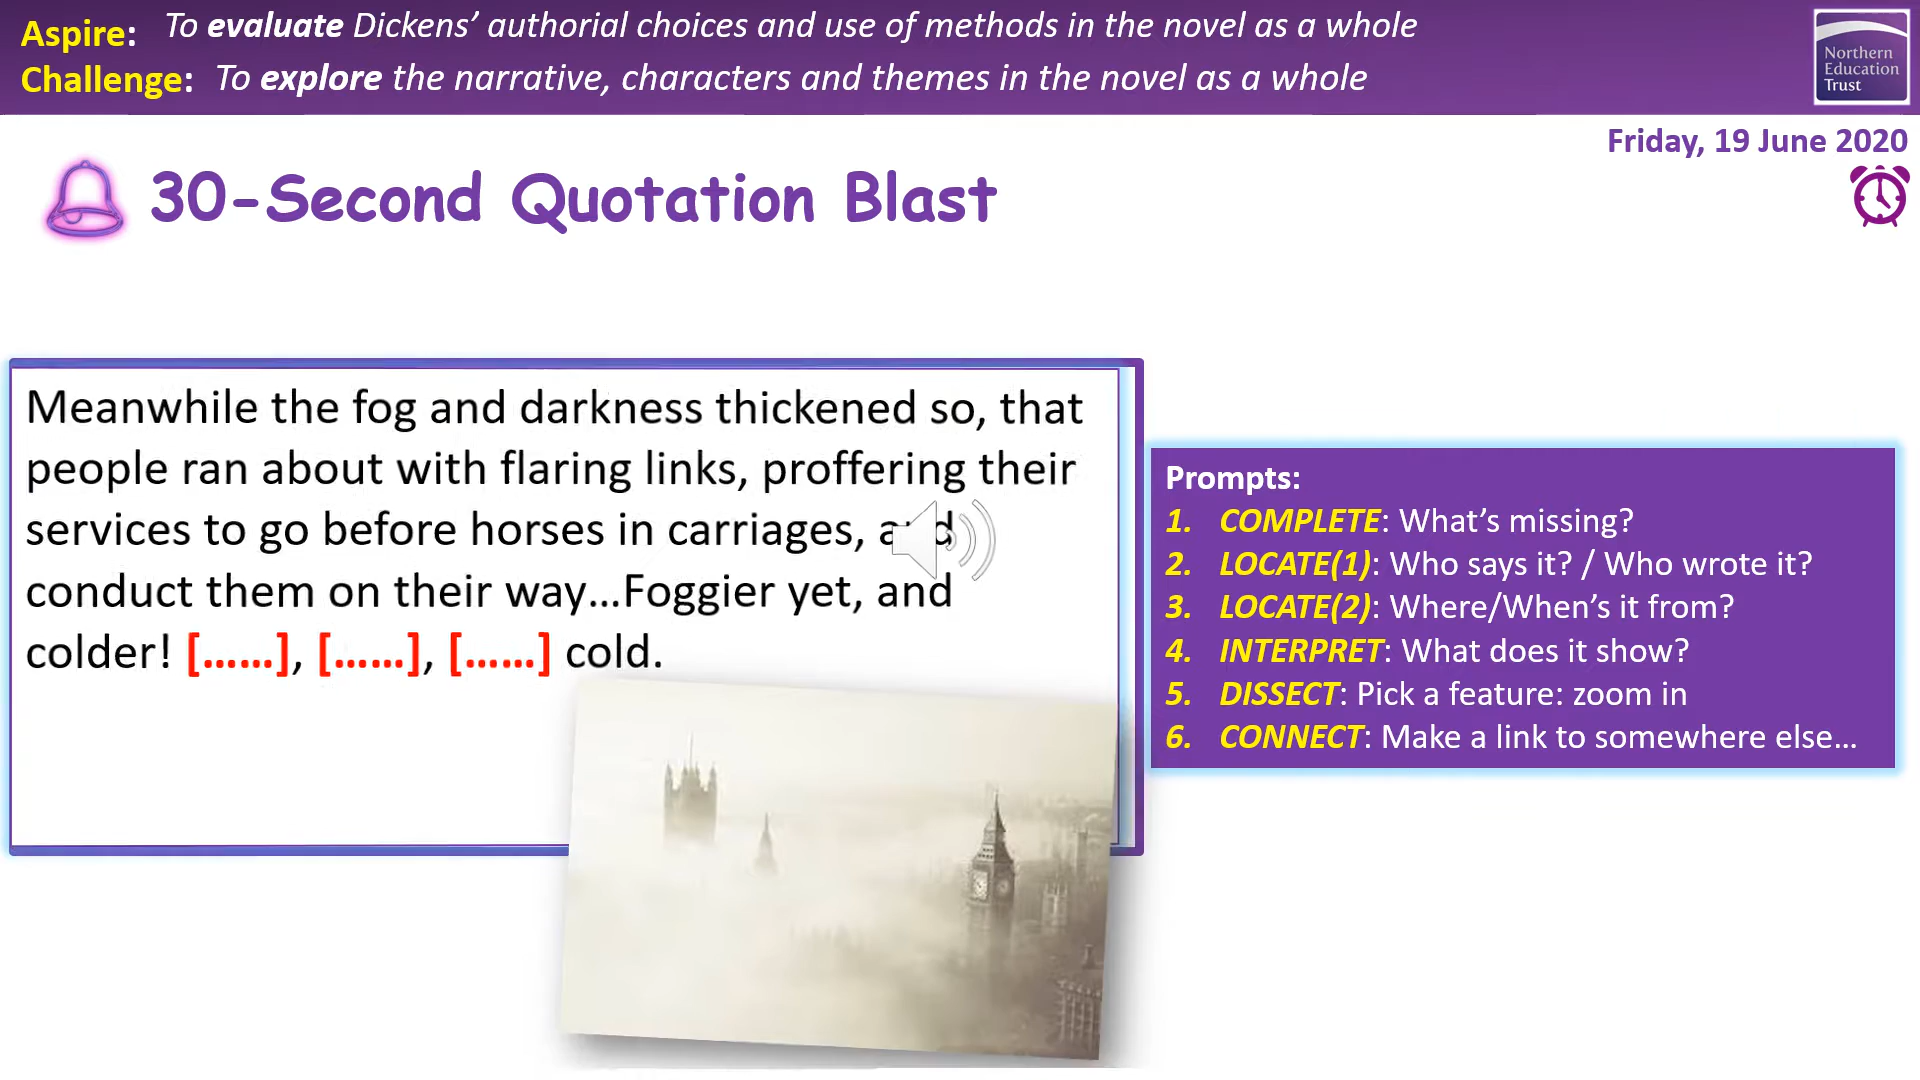 Aspire: To evaluate Dickens’ authorial choices and use of methods in the novel as a whole
Challenge: To explore the narrative, characters and themes in the novel as a whole
Northern
Education
Trust
Friday, 19 June 2020
30-Second Quotation Blast
Meanwhile the fog and darkness thickened so, that
people ran about with flaring links, proffering their
services to go before horses in carriages, and
conduct them on their way…Foggier yet, and
colder! [……], [……], [……] cold.
Prompts:
1. COMPLETE: What’s missing?
2. LOCATE(1): Who says it? / Who wrote it?
3. LOCATE(2): Where/When’s it from?
4. INTERPRET: What does it show?
5. DISSECT: Pick a feature: zoom in
6. CONNECT: Make a link to somewhere else…